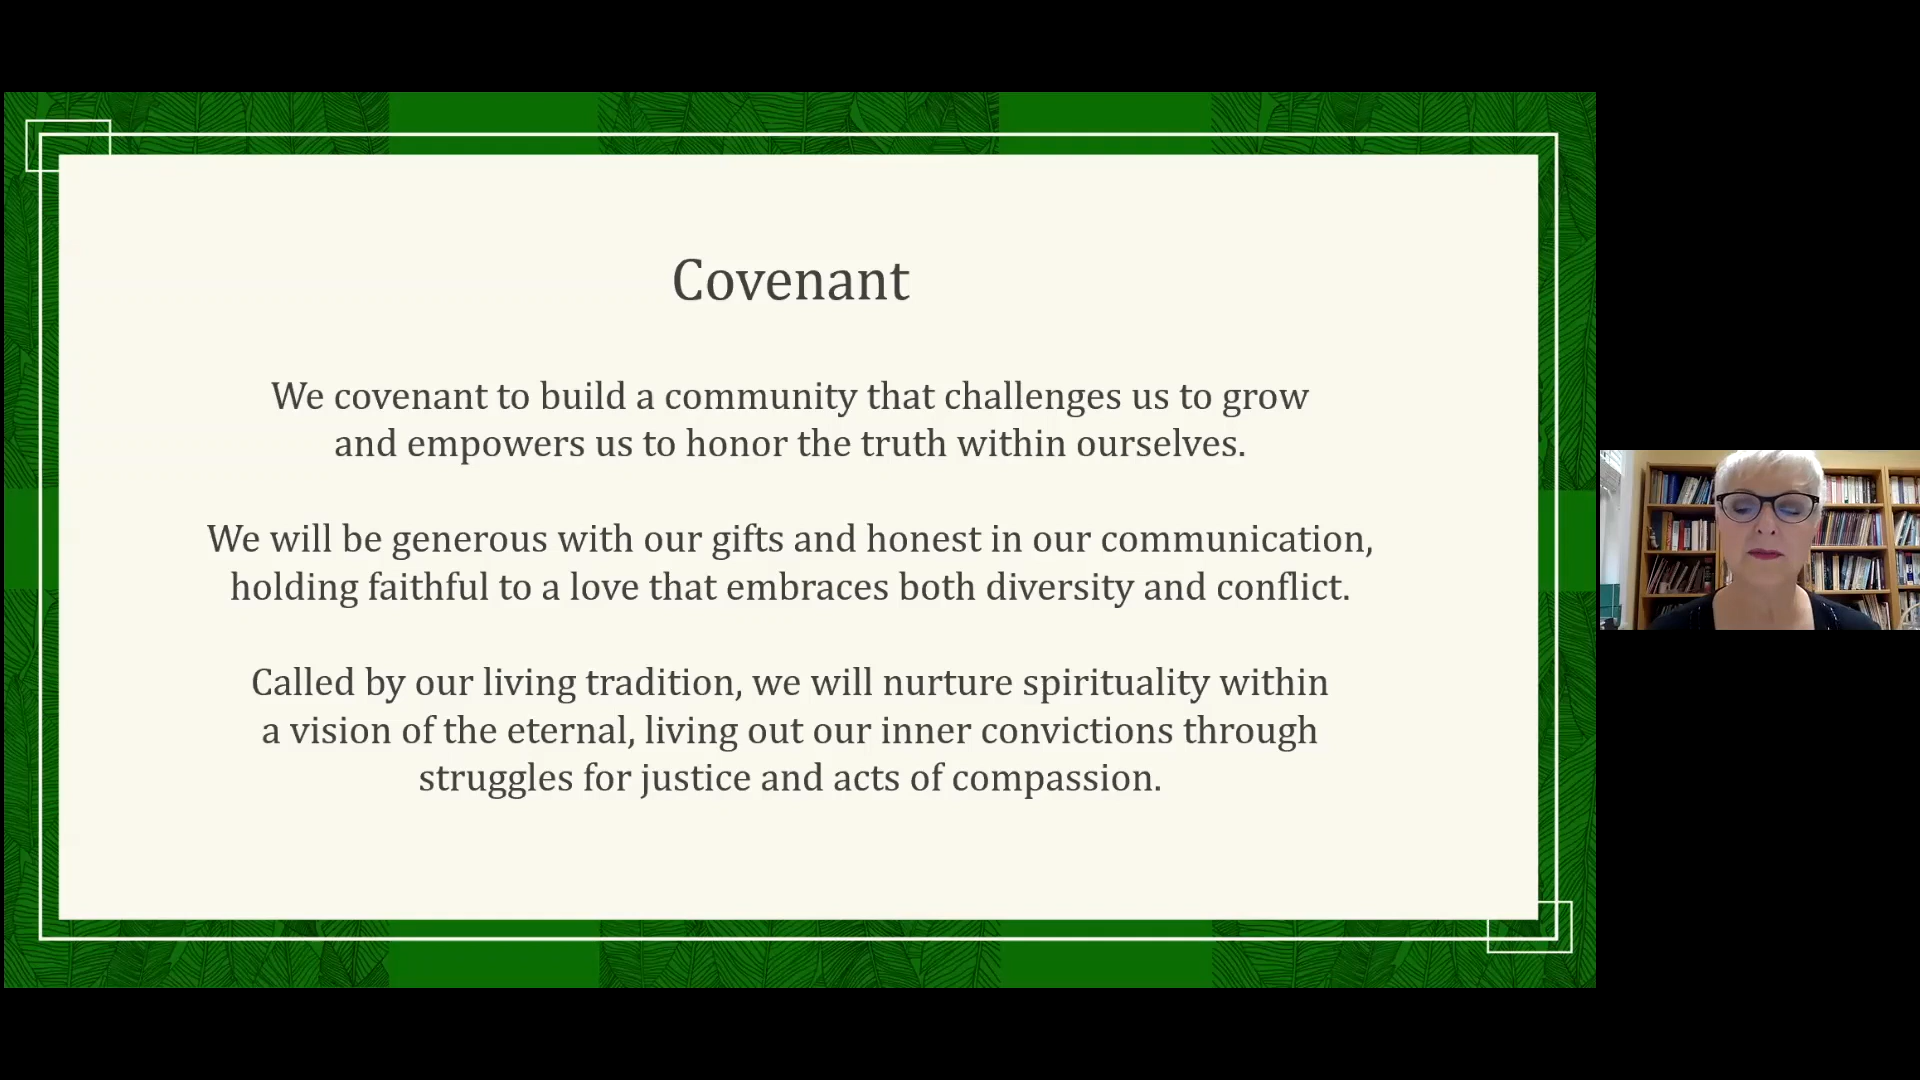 Covenant
We covenant to build a community that challenges us to grow
and empowers us to honor the truth within ourselves.
We will be generous with our gifts and honest in our communication,
holding faithful to a love that embraces both diversity and conflict.
Called by our living tradition, we will nurture spirituality within
a vision of the eternal, living out our inner convictions through
struggles for justice and acts of compassion.